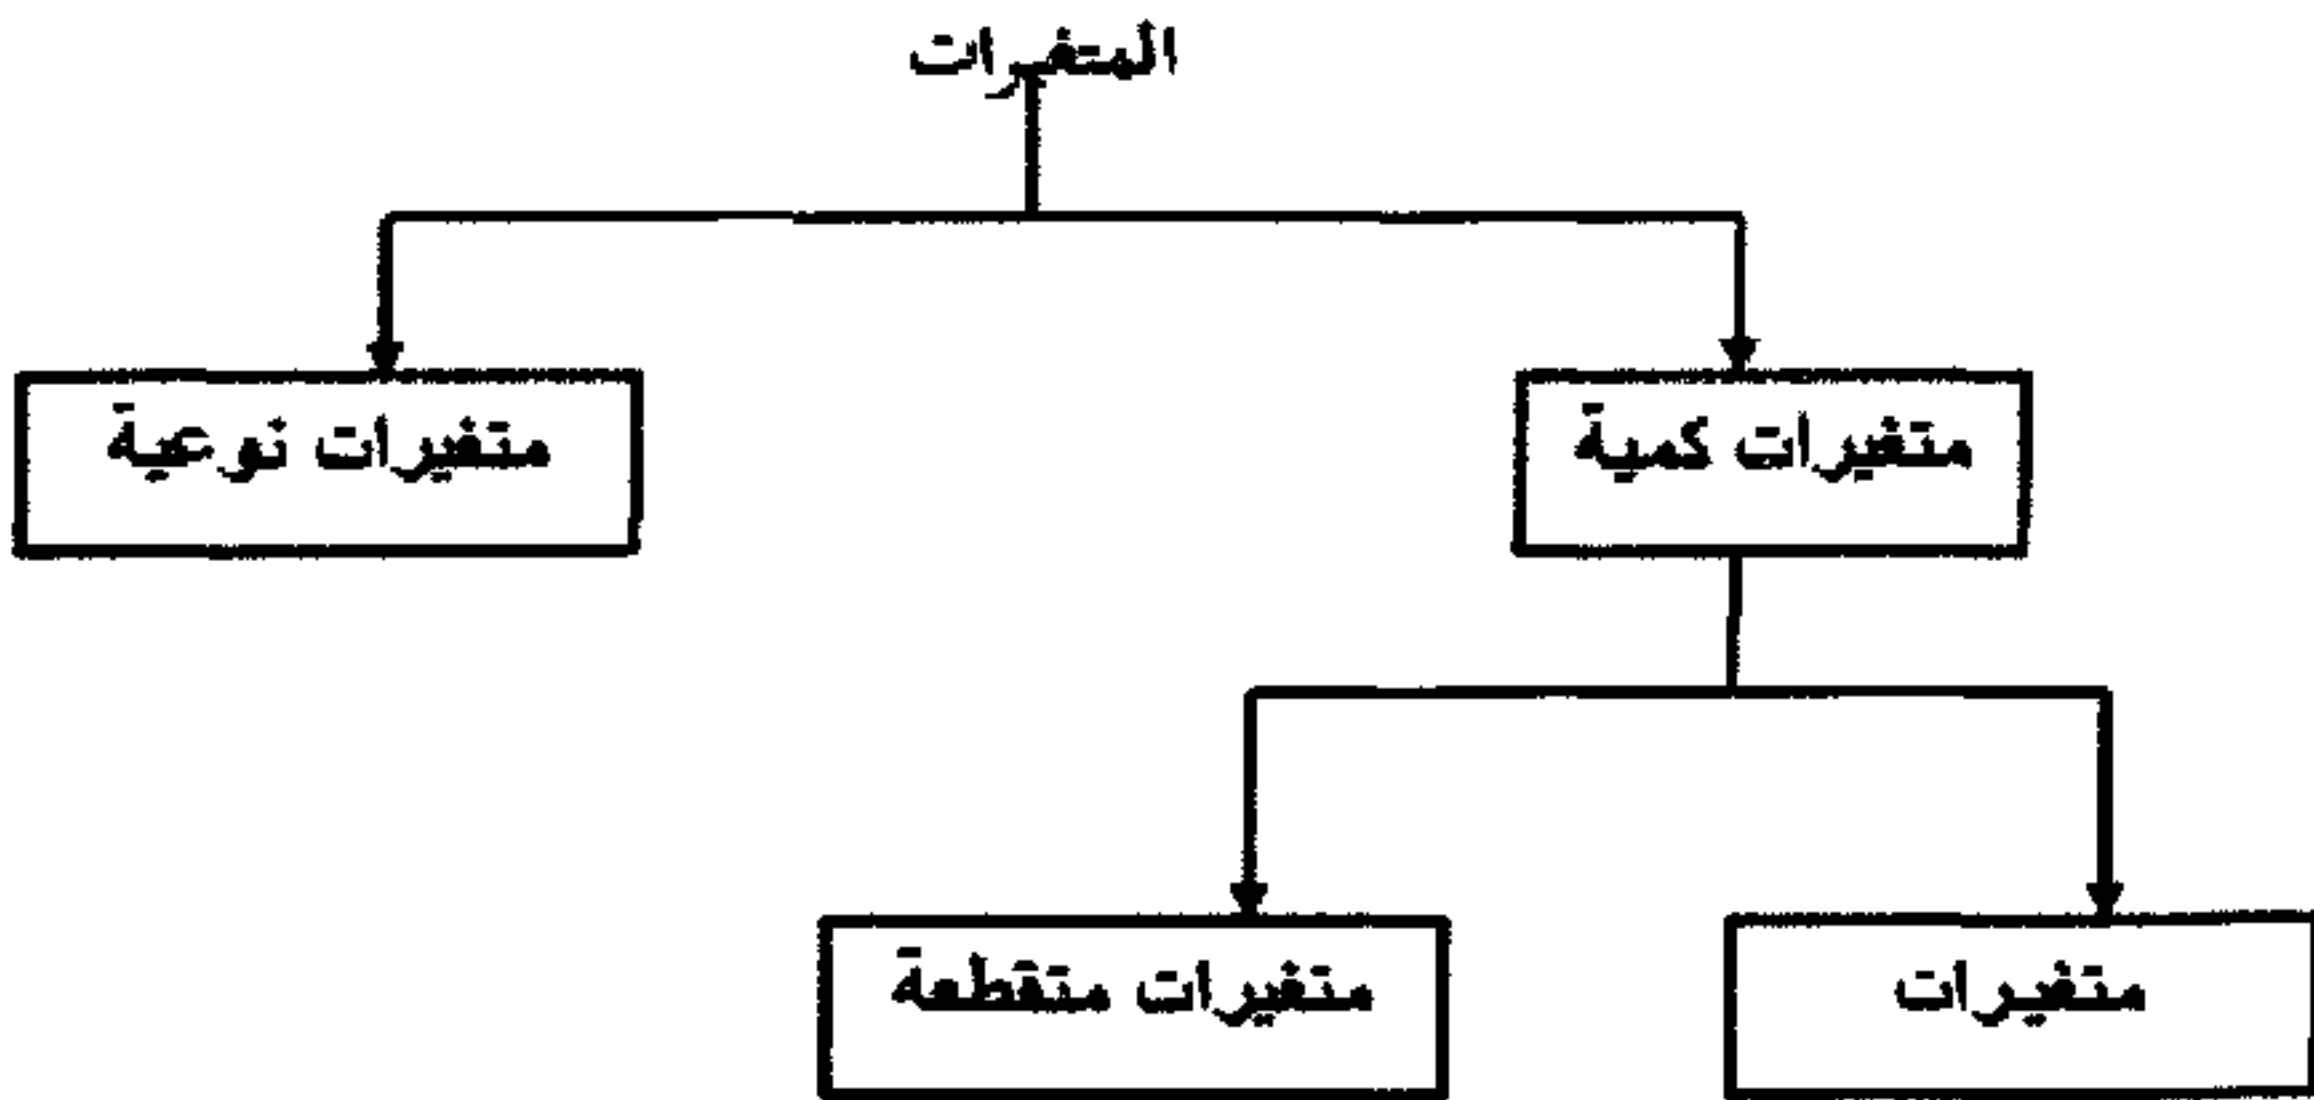 المتغيرات
متغيرات كمية
متغيرات نوعية
متغيرات
متغيرات متقطعة